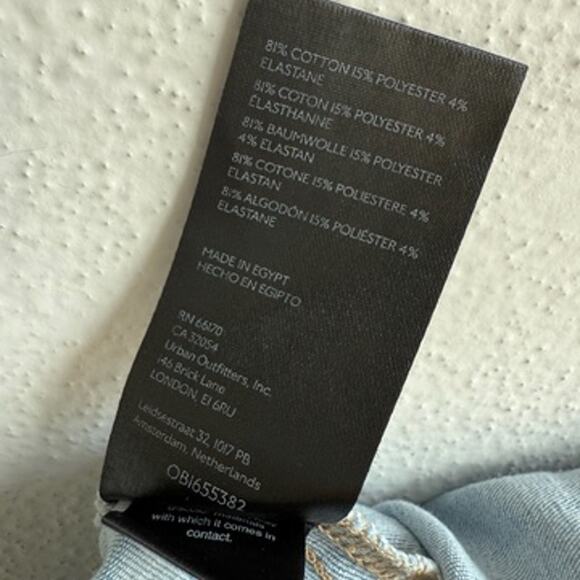 81% COTTON 15% POLYESTER 4%
ELASTANE
81% COTON 15% POLYESTER 4%
ÉLASTHANNE
81% BAUMWOLLE 15% POLYESTER
4% ELASTAN
81% COTONE 15% POLIESTERE 4%
ELASTAN
81% ALGODÓN 15% POLIÉSTER 4%
ELASTANE
MADE IN EGYPT
HECHO EN EGIPTO
RN 66170
CA 32054
Urban Outfitters, Inc.
146 Brick Lane
LONDON, E1 6RU
Leidsestraat 32, 1017 PB
Amsterdam, Netherlands
OB1655382
with which it comes in
contact.